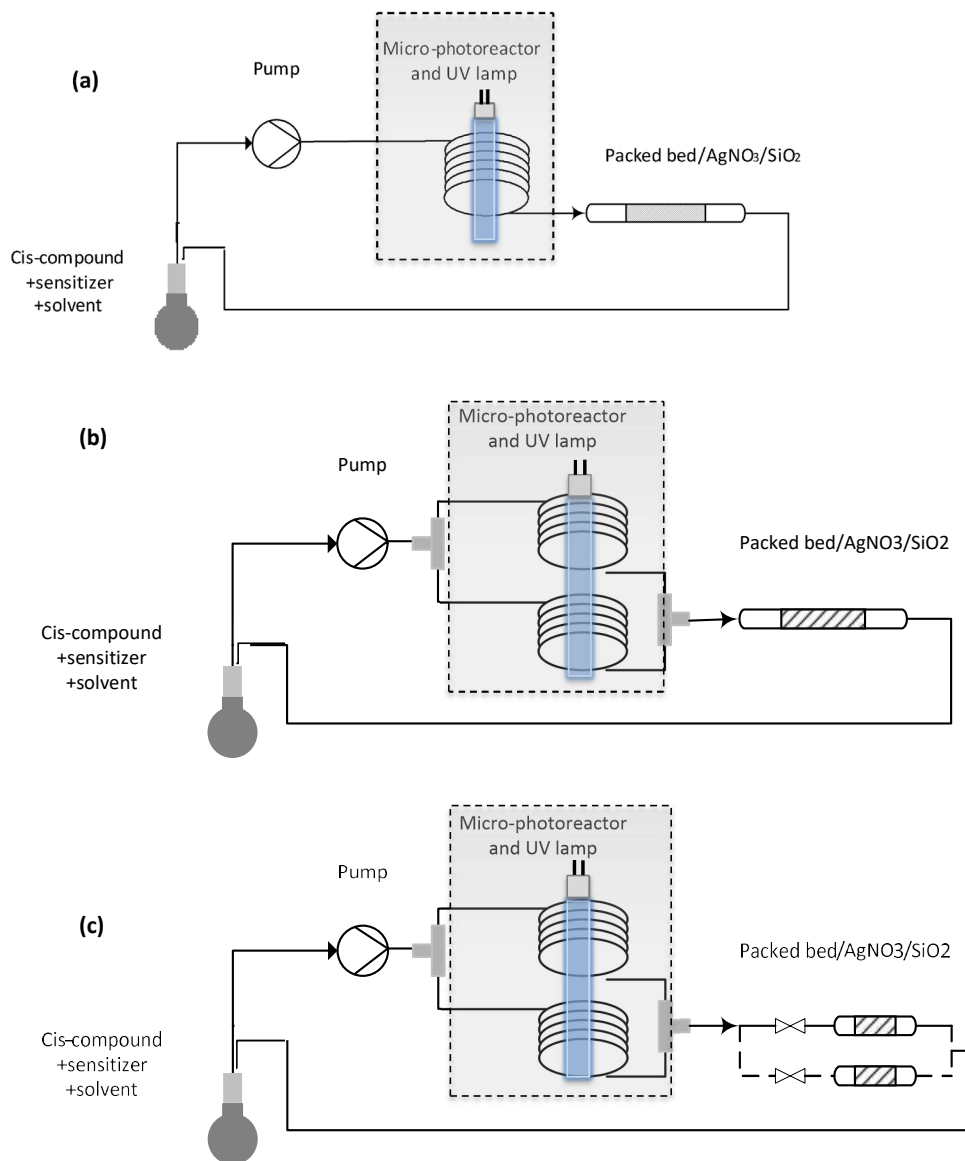 (a)
Pump
Micro-photoreactor
and UV lamp
Packed bed/AgNO₃/SiO₂
Cis-compound
+sensitizer
+solvent
(b)
Pump
Micro-photoreactor
and UV lamp
Packed bed/AgNO3/SiO2
Cis-compound
+sensitizer
+solvent
(c)
Pump
Micro-photoreactor
and UV lamp
Packed bed/AgNO3/SiO2
Cis-compound
+sensitizer
+solvent